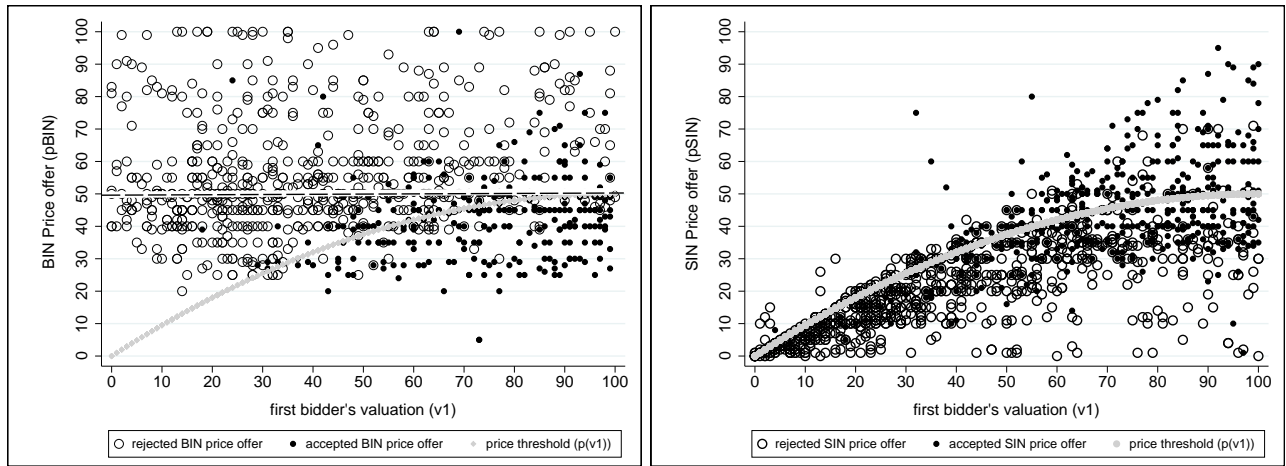 BIN Price offer (pBIN)
100
90
80
70
60
50
40
30
20
10
0
0 10 20 30 40 50 60 70 80 90 100
first bidder's valuation (v1)
rejected BIN price offer accepted BIN price offer price threshold (p(v1))
SIN Price offer (pSIN)
100
90
80
70
60
50
40
30
20
10
0
0 10 20 30 40 50 60 70 80 90 100
first bidder's valuation (v1)
rejected SIN price offer accepted SIN price offer price threshold (p(v1))